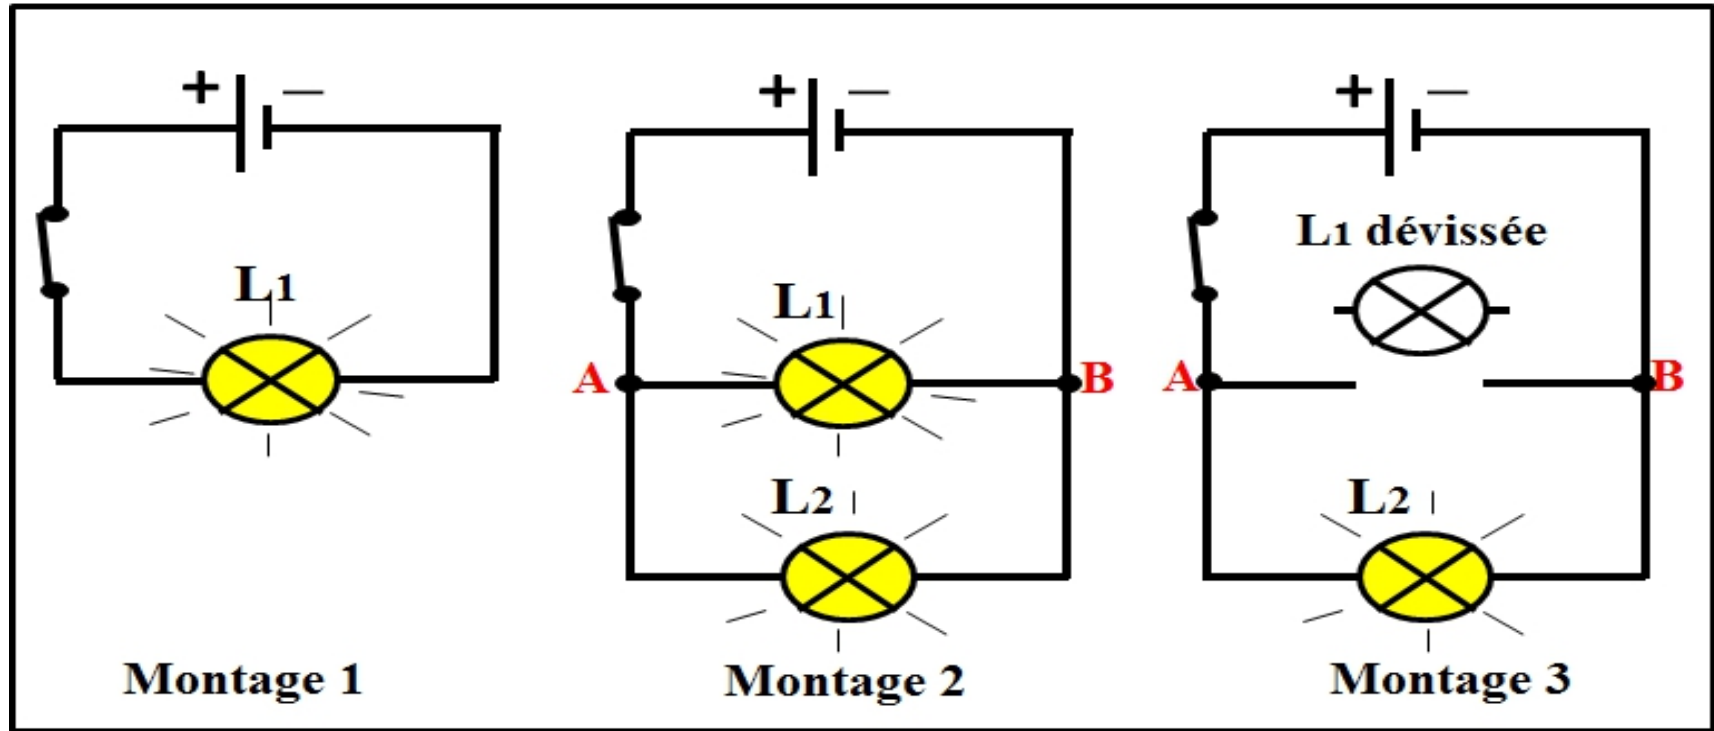 + −
L1
Montage 1
+ −
L1
A B
L2
Montage 2
+ −
L1 dévissée
A B
L2
Montage 3